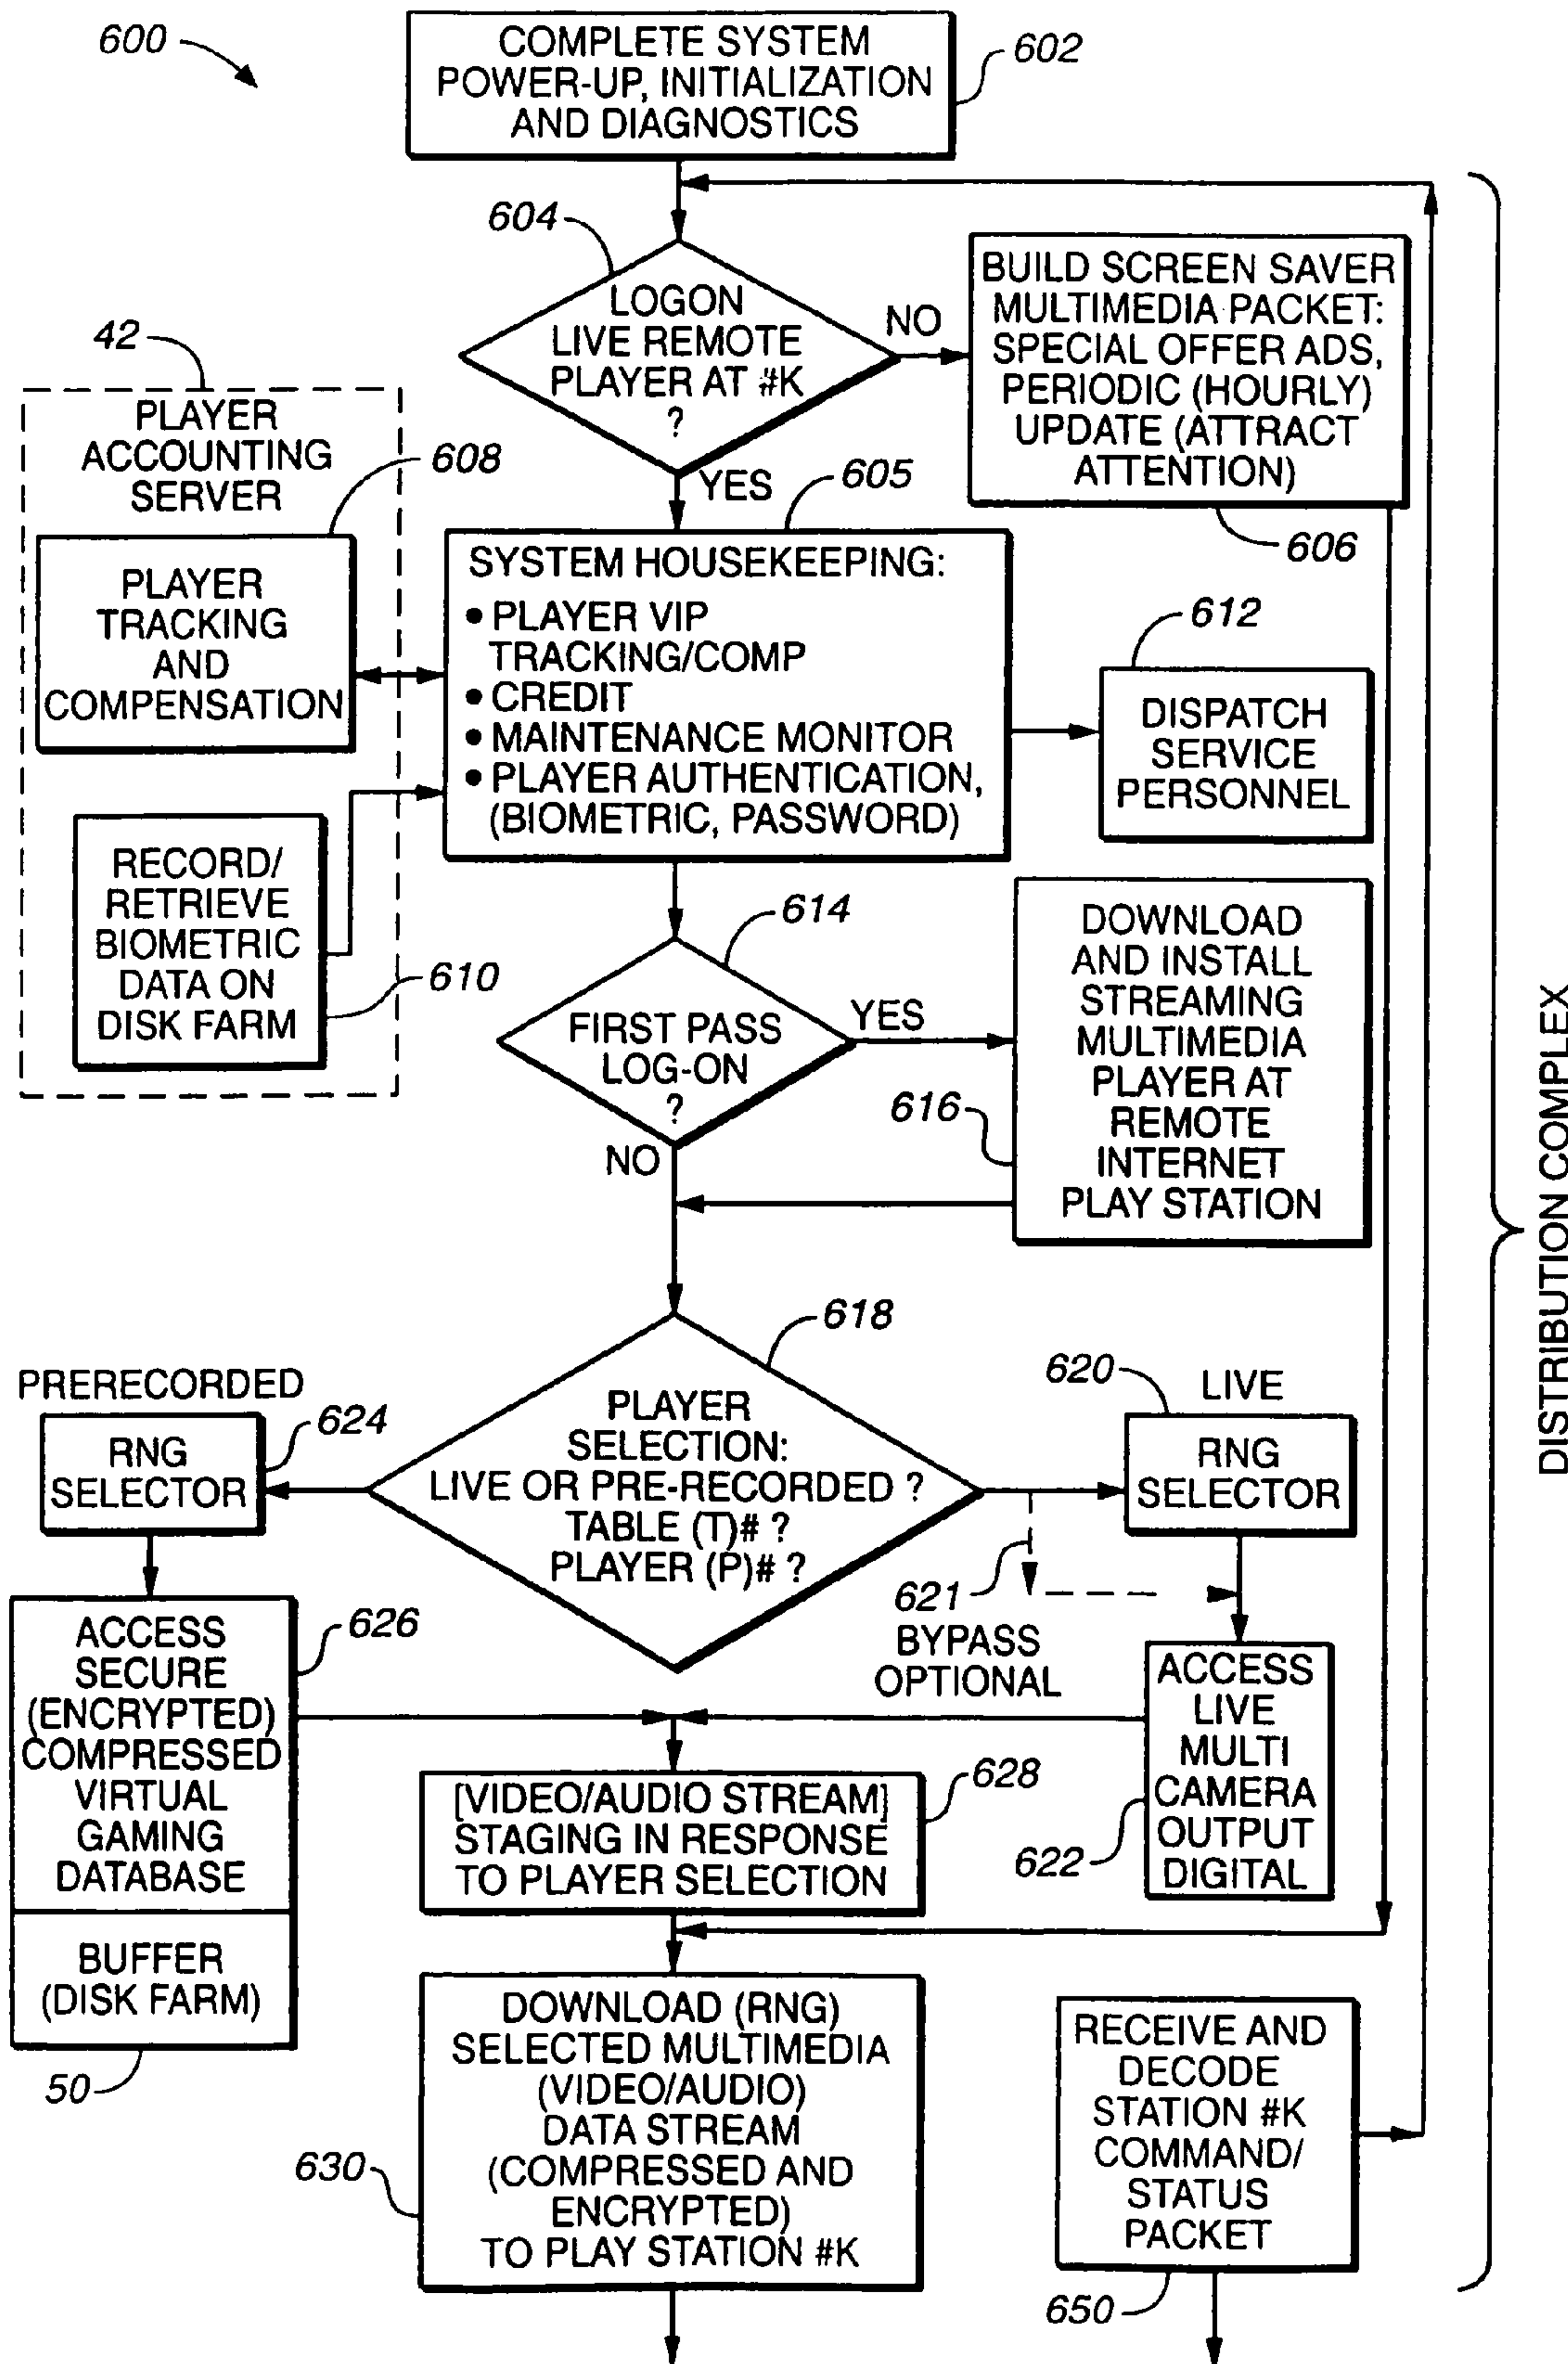 600
COMPLETE SYSTEM
POWER-UP, INITIALIZATION
AND DIAGNOSTICS
602
604
LOGON
LIVE REMOTE
PLAYER AT #K
?
NO
YES
BUILD SCREEN SAVER
MULTIMEDIA PACKET:
SPECIAL OFFER ADS,
PERIODIC (HOURLY)
UPDATE (ATTRACT
ATTENTION)
606
42
PLAYER
ACCOUNTING
SERVER
608
PLAYER
TRACKING
AND
COMPENSATION
RECORD/
RETRIEVE
BIOMETRIC
DATA ON
DISK FARM
610
605
SYSTEM HOUSEKEEPING:
• PLAYER VIP
TRACKING/COMP
• CREDIT
• MAINTENANCE MONITOR
• PLAYER AUTHENTICATION,
(BIOMETRIC, PASSWORD)
612
DISPATCH
SERVICE
PERSONNEL
614
FIRST PASS
LOG-ON
?
YES
NO
616
DOWNLOAD
AND INSTALL
STREAMING
MULTIMEDIA
PLAYER AT
REMOTE
INTERNET
PLAY STATION
618
PLAYER
SELECTION:
LIVE OR PRE-RECORDED ?
TABLE (T)# ?
PLAYER (P)# ?
PRERECORDED
624
RNG
SELECTOR
620
LIVE
RNG
SELECTOR
621
BYPASS
OPTIONAL
626
ACCESS
SECURE
(ENCRYPTED)
COMPRESSED
VIRTUAL
GAMING
DATABASE
BUFFER
(DISK FARM)
50
ACCESS
LIVE
MULTI
CAMERA
OUTPUT
DIGITAL
622
628
[VIDEO/AUDIO STREAM]
STAGING IN RESPONSE
TO PLAYER SELECTION
630
DOWNLOAD (RNG)
SELECTED MULTIMEDIA
(VIDEO/AUDIO)
DATA STREAM
(COMPRESSED AND
ENCRYPTED)
TO PLAY STATION #K
RECEIVE AND
DECODE
STATION #K
COMMAND/
STATUS
PACKET
650
DISTRIBUTION COMPLEX